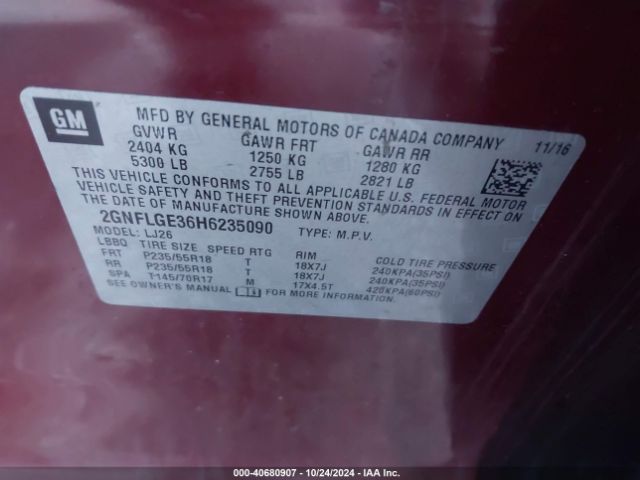 GM
MFD BY GENERAL MOTORS OF CANADA COMPANY
11/16
GVWR GAWR FRT GAWR RR
2404 KG 1250 KG 1280 KG
5300 LB 2755 LB 2821 LB
THIS VEHICLE CONFORMS TO ALL APPLICABLE U.S. FEDERAL MOTOR
VEHICLE SAFETY AND THEFT PREVENTION STANDARDS IN EFFECT ON
THE DATE OF MANUFACTURE SHOWN ABOVE.
2GNFLGE36H6235090 TYPE: M.P.V.
MODEL: LJ26
LBBQ TIRE SIZE SPEED RTG RIM COLD TIRE PRESSURE
FRT P235/55R18 T 18X7J 240KPA(35PSI)
RR P235/55R18 T 18X7J 240KPA(35PSI)
SPA T145/70R17 M 17X4.5T 420KPA(60PSI)
SEE OWNER'S MANUAL FOR MORE INFORMATION.
000-40680907 • 10/24/2024 • IAAI.COM